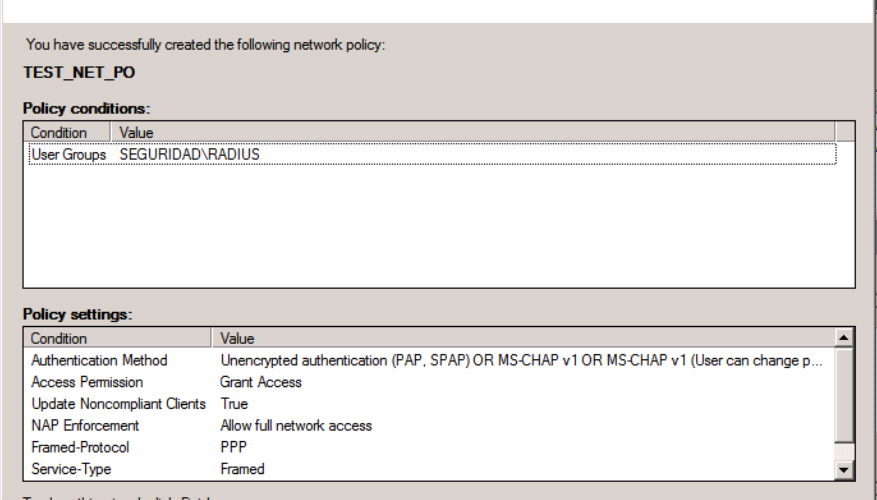 You have successfully created the following network policy:
TEST_NET_PO
Policy conditions:
Condition Value
User Groups SEGURIDAD\RADIUS
Policy settings:
Condition Value
Authentication Method Unencrypted authentication (PAP, SPAP) OR MS-CHAP v1 OR MS-CHAP v1 (User can change p...
Access Permission Grant Access
Update Noncompliant Clients True
NAP Enforcement Allow full network access
Framed-Protocol PPP
Service-Type Framed